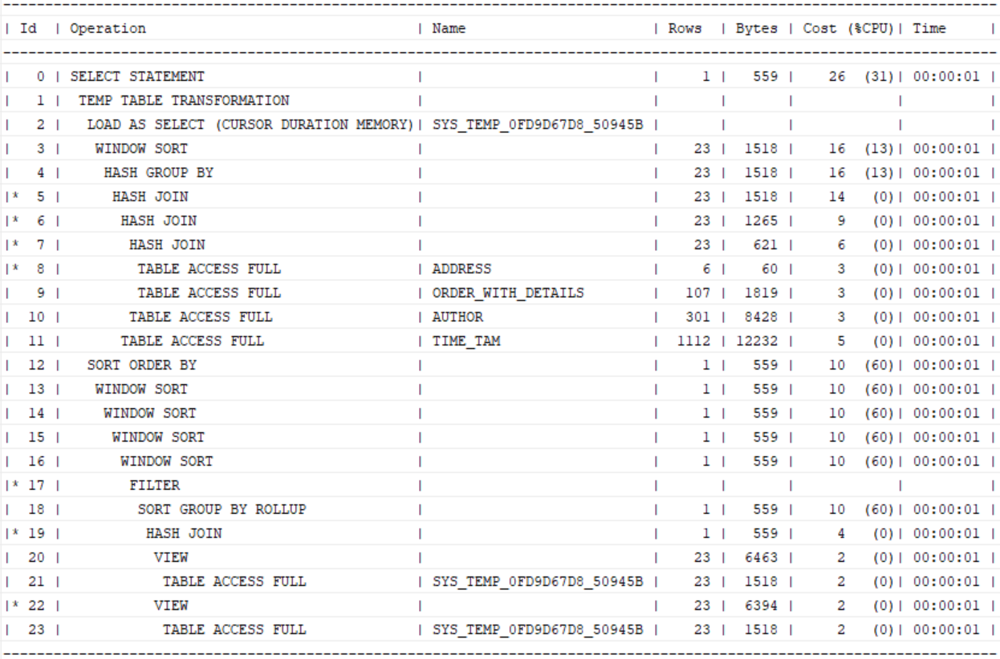 --------------------------------------------------------------------------------------------------------------------
| Id  | Operation                                | Name                      | Rows  | Bytes | Cost (%CPU)| Time     |
--------------------------------------------------------------------------------------------------------------------
|   0 | SELECT STATEMENT                         |                           |     1 |   559 |    26  (31)| 00:00:01 |
|   1 |  TEMP TABLE TRANSFORMATION               |                           |       |       |            |          |
|   2 |   LOAD AS SELECT (CURSOR DURATION MEMORY)| SYS_TEMP_0FD9D67D8_50945B |       |       |            |          |
|   3 |    WINDOW SORT                           |                           |    23 |  1518 |    16  (13)| 00:00:01 |
|   4 |     HASH GROUP BY                        |                           |    23 |  1518 |    16  (13)| 00:00:01 |
|*  5 |      HASH JOIN                           |                           |    23 |  1518 |    14   (0)| 00:00:01 |
|*  6 |       HASH JOIN                          |                           |    23 |  1265 |     9   (0)| 00:00:01 |
|*  7 |        HASH JOIN                         |                           |    23 |   621 |     6   (0)| 00:00:01 |
|*  8 |         TABLE ACCESS FULL                | ADDRESS                   |     6 |    60 |     3   (0)| 00:00:01 |
|   9 |         TABLE ACCESS FULL                | ORDER_WITH_DETAILS        |   107 |  1819 |     3   (0)| 00:00:01 |
|  10 |        TABLE ACCESS FULL                 | AUTHOR                    |   301 |  8428 |     3   (0)| 00:00:01 |
|  11 |       TABLE ACCESS FULL                  | TIME_TAM                  |  1112 | 12232 |     5   (0)| 00:00:01 |
|  12 |   SORT ORDER BY                          |                           |     1 |   559 |    10  (60)| 00:00:01 |
|  13 |    WINDOW SORT                           |                           |     1 |   559 |    10  (60)| 00:00:01 |
|  14 |     WINDOW SORT                          |                           |     1 |   559 |    10  (60)| 00:00:01 |
|  15 |      WINDOW SORT                         |                           |     1 |   559 |    10  (60)| 00:00:01 |
|  16 |       WINDOW SORT                        |                           |     1 |   559 |    10  (60)| 00:00:01 |
|* 17 |        FILTER                            |                           |       |       |            |          |
|  18 |         SORT GROUP BY ROLLUP             |                           |     1 |   559 |    10  (60)| 00:00:01 |
|* 19 |          HASH JOIN                       |                           |     1 |   559 |     4   (0)| 00:00:01 |
|  20 |           VIEW                           |                           |    23 |  6463 |     2   (0)| 00:00:01 |
|  21 |            TABLE ACCESS FULL             | SYS_TEMP_0FD9D67D8_50945B |    23 |  1518 |     2   (0)| 00:00:01 |
|* 22 |           VIEW                           |                           |    23 |  6394 |     2   (0)| 00:00:01 |
|  23 |            TABLE ACCESS FULL             | SYS_TEMP_0FD9D67D8_50945B |    23 |  1518 |     2   (0)| 00:00:01 |
--------------------------------------------------------------------------------------------------------------------